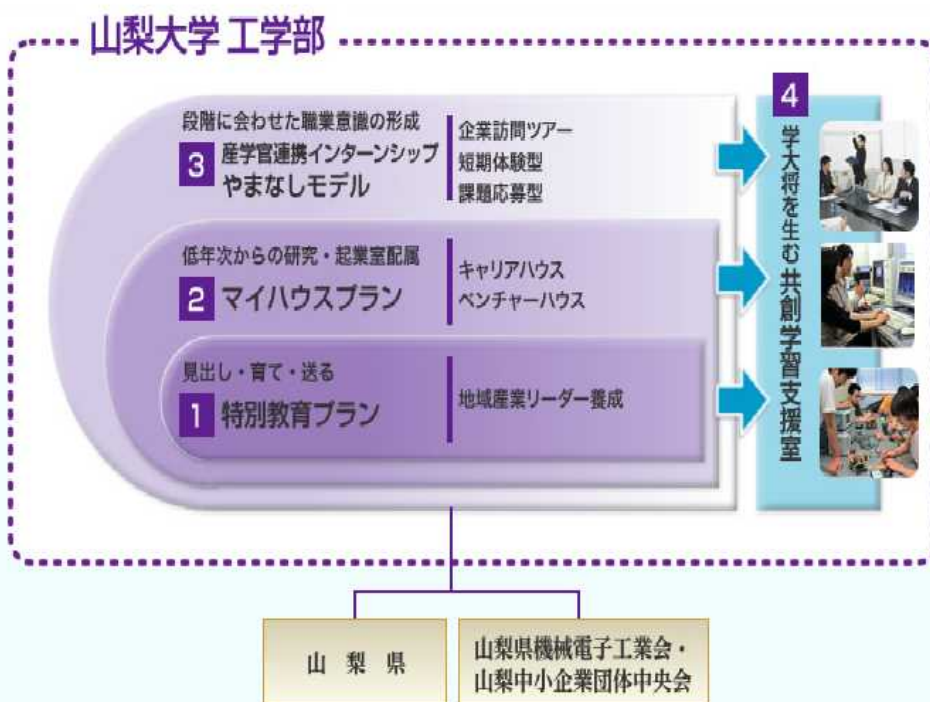 山梨大学 工学部
段階に会わせた職業意識の形成
3 産学官連携インターンシップ
やまなしモデル
企業訪問ツアー
短期体験型
課題応募型
低年次からの研究・起業室配属
2 マイハウスプラン
キャリアハウス
ベンチャーハウス
見出し・育て・送る
1 特別教育プラン
地域産業リーダー養成
4
学大将を生む共創学習支援室
山 梨 県
山梨県機械電子工業会・
山梨中小企業団体中央会